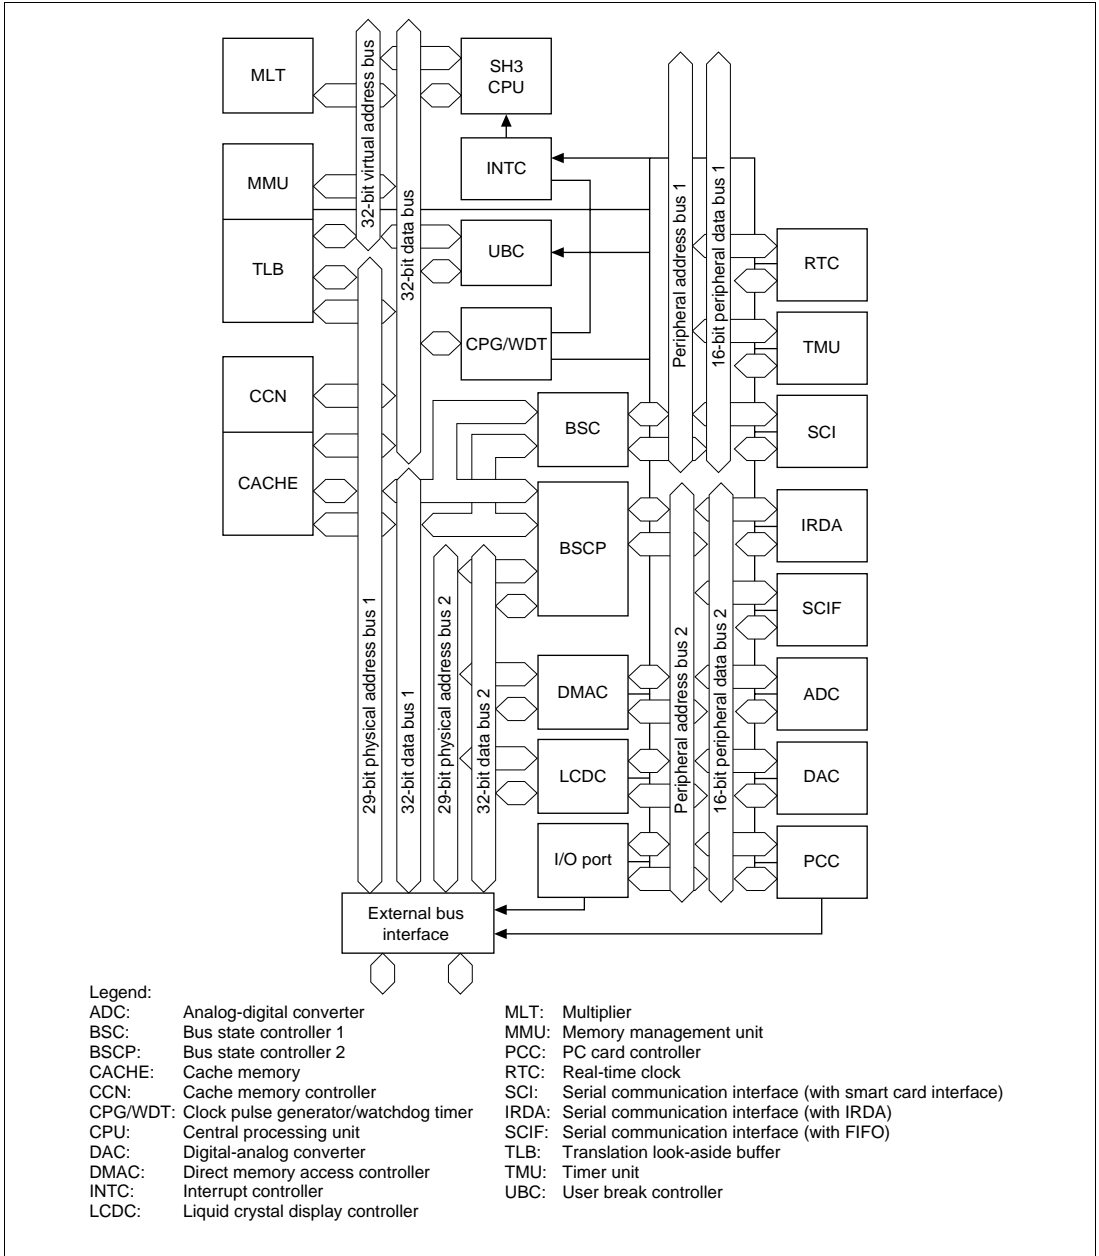 MLT
SH3
CPU
32-bit virtual address bus
32-bit data bus
INTC
MMU
TLB
UBC
CPG/WDT
Peripheral address bus 1
16-bit peripheral data bus 1
RTC
TMU
SCI
CCN
CACHE
BSC
BSCP
IRDA
SCIF
29-bit physical address bus 1
32-bit data bus 1
29-bit physical address bus 2
32-bit data bus 2
DMAC
LCDC
I/O port
Peripheral address bus 2
16-bit peripheral data bus 2
ADC
DAC
PCC
External bus
interface
Legend:
ADC: Analog-digital converter
BSC: Bus state controller 1
BSCP: Bus state controller 2
CACHE: Cache memory
CCN: Cache memory controller
CPG/WDT: Clock pulse generator/watchdog timer
CPU: Central processing unit
DAC: Digital-analog converter
DMAC: Direct memory access controller
INTC: Interrupt controller
LCDC: Liquid crystal display controller
MLT: Multiplier
MMU: Memory management unit
PCC: PC card controller
RTC: Real-time clock
SCI: Serial communication interface (with smart card interface)
IRDA: Serial communication interface (with IRDA)
SCIF: Serial communication interface (with FIFO)
TLB: Translation look-aside buffer
TMU: Timer unit
UBC: User break controller